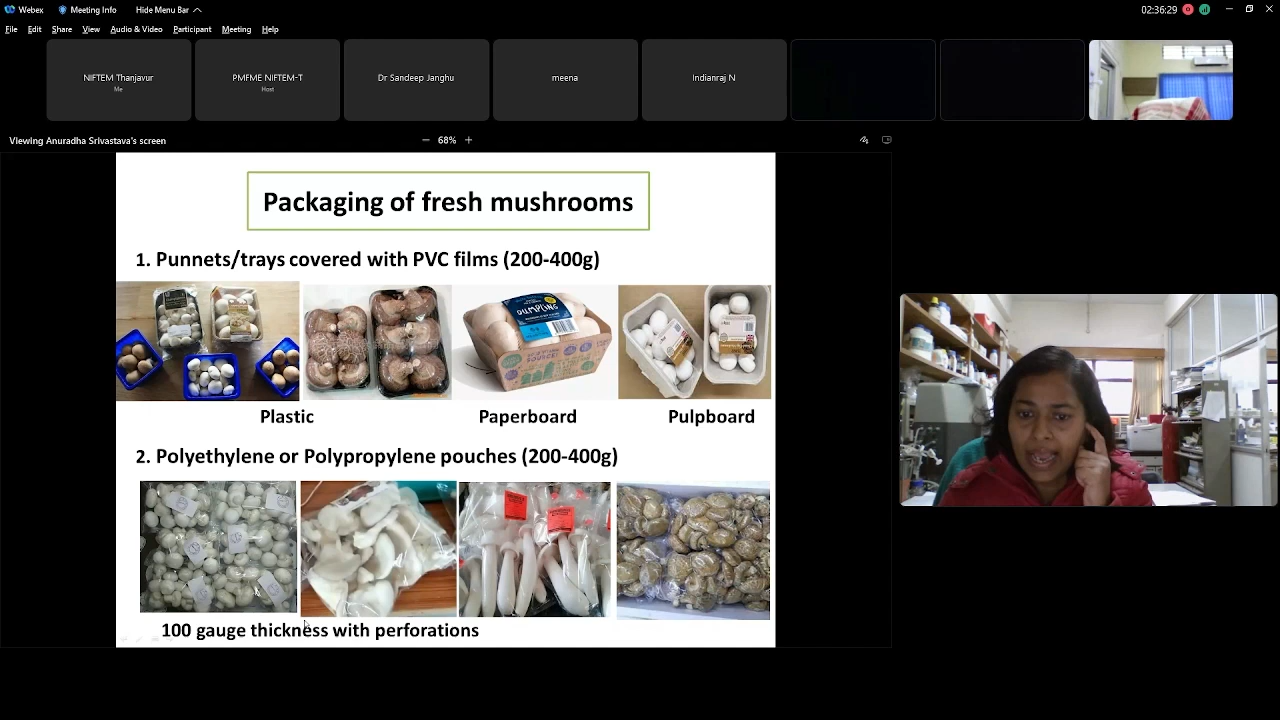 Webex
Meeting Info
Hide Menu Bar
02:36:29
File Edit Share View Audio & Video Participant Meeting Help
NIFTEM Thanjavur
Me
PMFME NIFTEM-T
Host
Dr Sandeep Janghu
meena
Indianraj N
Viewing Anuradha Srivastava's screen
68%
Packaging of fresh mushrooms
1. Punnets/trays covered with PVC films (200-400g)
Plastic
Paperboard
Pulpboard
2. Polyethylene or Polypropylene pouches (200-400g)
100 gauge thickness with perforations